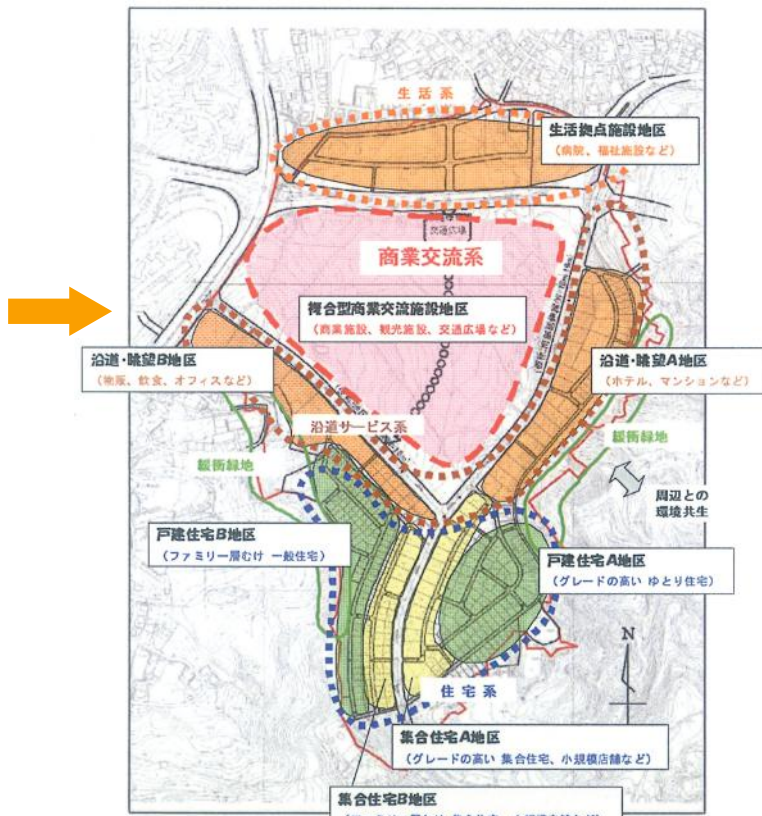 生活系
生活拠点施設地区
（病院、福祉施設など）
交通広場
商業交流系
複合型商業交流施設地区
（商業施設、観光施設、交通広場など）
沿道・眺望B地区
（物販、飲食、オフィスなど）
沿道・眺望A地区
（ホテル、マンションなど）
沿道サービス系
緩衝緑地
緩衝緑地
周辺との
環境共生
戸建住宅B地区
（ファミリー層むけ 一般住宅）
戸建住宅A地区
（グレードの高い ゆとり住宅）
N
住宅系
集合住宅A地区
（グレードの高い 集合住宅、小規模店舗など）
集合住宅B地区